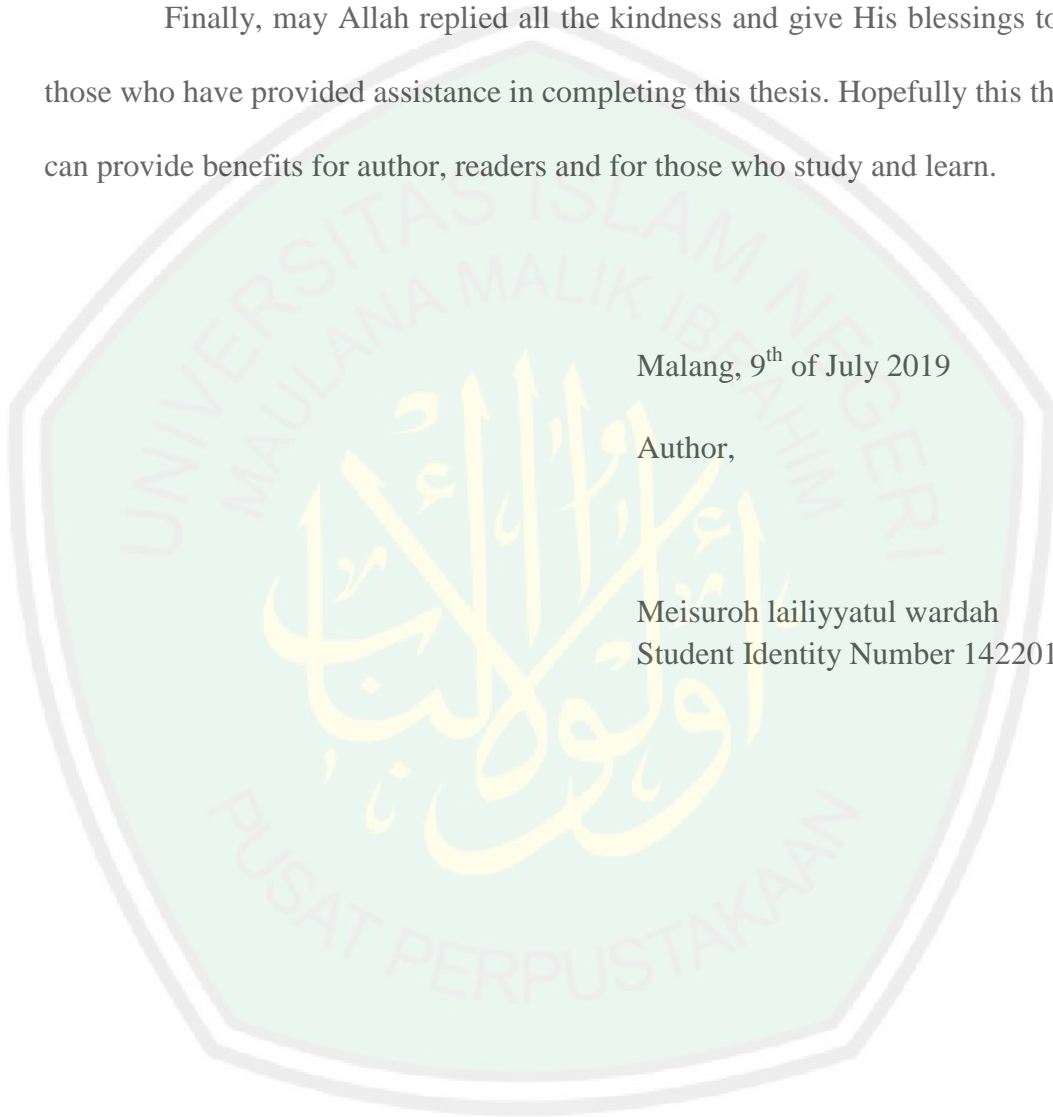 Finally, may Allah replied all the kindness and give His blessings to
those who have provided assistance in completing this thesis. Hopefully this th
can provide benefits for author, readers and for those who study and learn.
Malang, 9th of July 2019
Author,
Meisuroh lailiyyatul wardah
Student Identity Number 142201
UNIVERSITAS ISLAM NEGERI
MAULANA MALIK IBRAHIM
أولو الألباب
PUSAT PERPUSTAKAAN